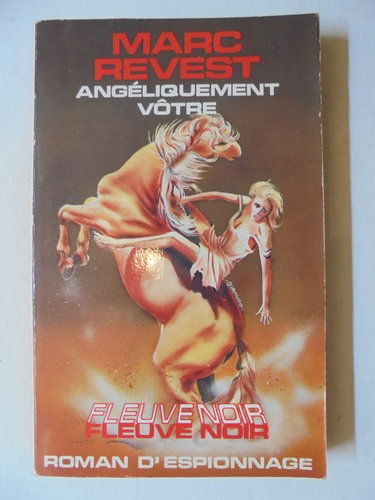 MARC
REVEST
ANGÉLIQUEMENT
VÔTRE
FLEUVE NOIR
FLEUVE NOIR
ROMAN D'ESPIONNAGE